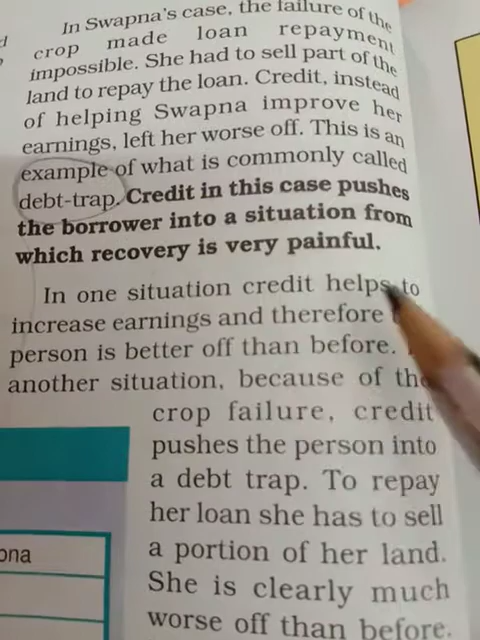 In Swapna's case, the failure of the
crop made loan repayment
impossible. She had to sell part of the
land to repay the loan. Credit, instead
of helping Swapna improve her
earnings, left her worse off. This is an
example of what is commonly called
debt-trap. Credit in this case pushes
the borrower into a situation from
which recovery is very painful.
In one situation credit helps to
increase earnings and therefore
person is better off than before.
another situation, because of the
crop failure, credit
pushes the person into
a debt trap. To repay
her loan she has to sell
a portion of her land.
She is clearly much
worse off than before.